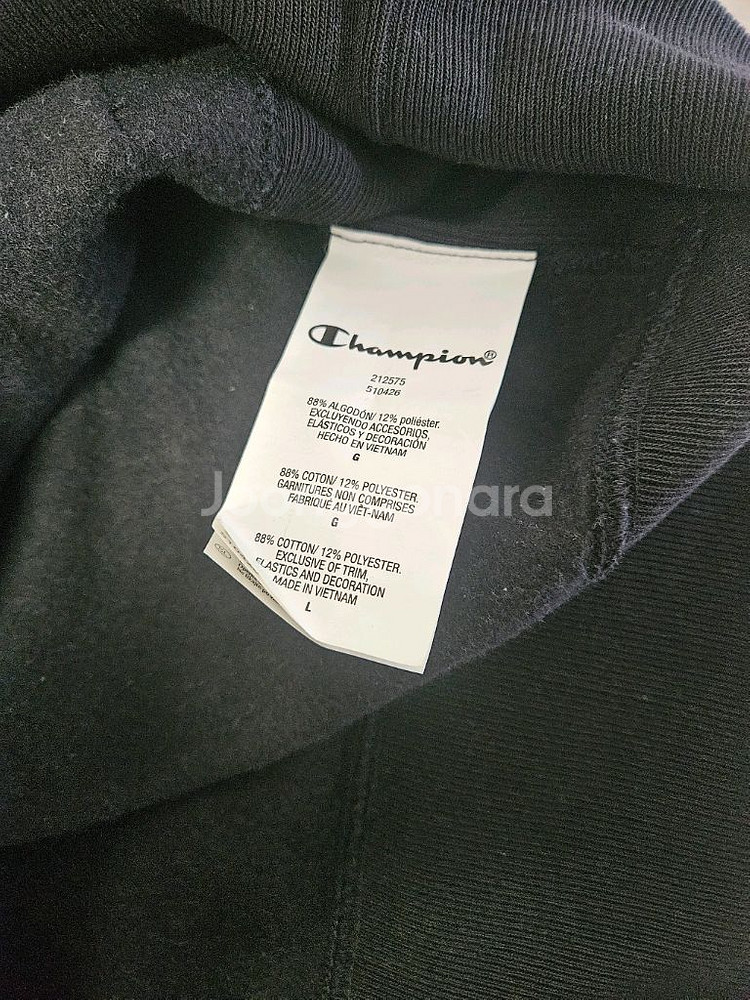 Champion®
212575
510426
88% ALGODÓN/ 12% poliéster.
EXCLUYENDO ACCESORIOS,
ELÁSTICOS Y DECORACIÓN
HECHO EN VIETNAM
G
88% COTON/ 12% POLYESTER.
GARNITURES NON COMPRISES
FABRIQUÉ AU VIÊT-NAM
G
88% COTTON/ 12% POLYESTER.
EXCLUSIVE OF TRIM,
ELASTICS AND DECORATION
MADE IN VIETNAM
L